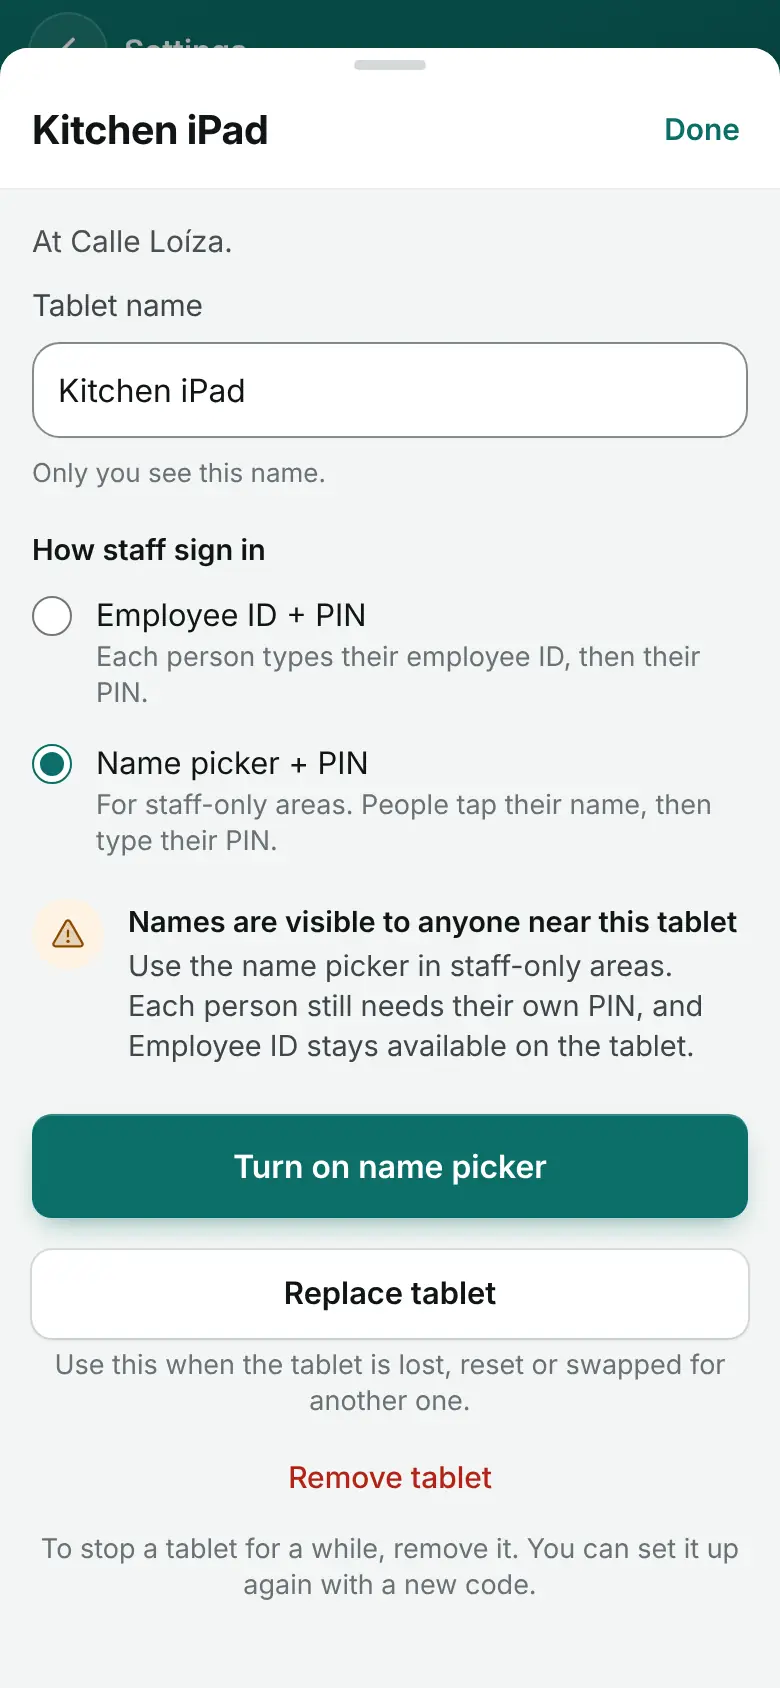 Settings
Kitchen iPad
Done
At Calle Loíza.
Tablet name
Kitchen iPad
Only you see this name.
How staff sign in
Employee ID + PIN
Each person types their employee ID, then their
PIN.
Name picker + PIN
For staff-only areas. People tap their name, then
type their PIN.
Names are visible to anyone near this tablet
Use the name picker in staff-only areas.
Each person still needs their own PIN, and
Employee ID stays available on the tablet.
Turn on name picker
Replace tablet
Use this when the tablet is lost, reset or swapped for
another one.
Remove tablet
To stop a tablet for a while, remove it. You can set it up
again with a new code.